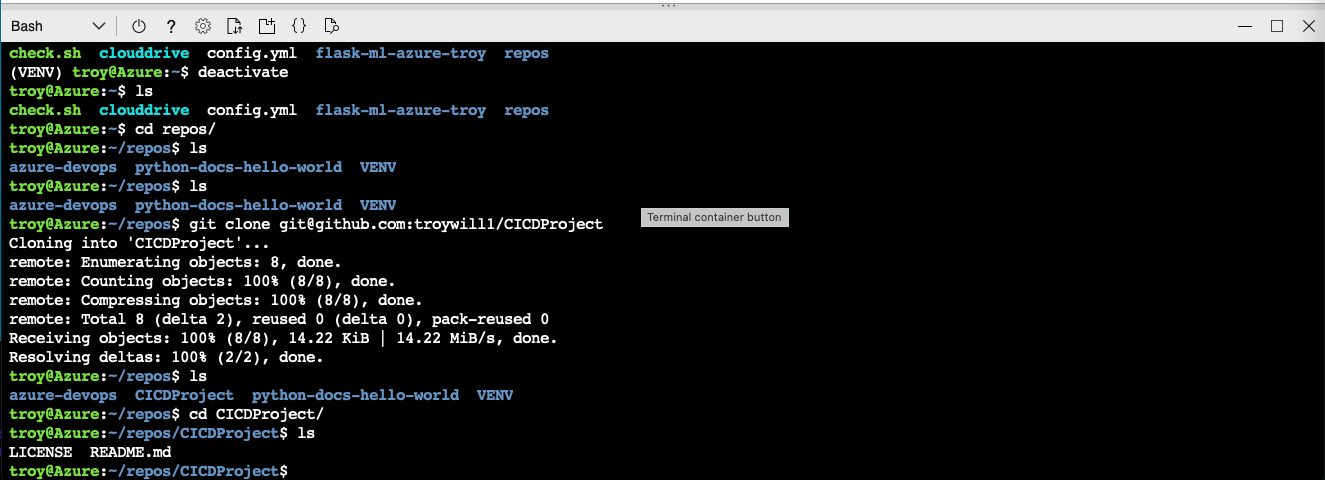 Bash
check.sh  clouddrive  config.yml  flask-ml-azure-troy  repos
(VENV) troy@Azure:~$ deactivate
troy@Azure:~$ ls
check.sh  clouddrive  config.yml  flask-ml-azure-troy  repos
troy@Azure:~$ cd repos/
troy@Azure:~/repos$ ls
azure-devops  python-docs-hello-world  VENV
troy@Azure:~/repos$ ls
azure-devops  python-docs-hello-world  VENV
troy@Azure:~/repos$ git clone git@github.com:troywill1/CICDProject
Terminal container button
Cloning into 'CICDProject'...
remote: Enumerating objects: 8, done.
remote: Counting objects: 100% (8/8), done.
remote: Compressing objects: 100% (8/8), done.
remote: Total 8 (delta 2), reused 0 (delta 0), pack-reused 0
Receiving objects: 100% (8/8), 14.22 KiB | 14.22 MiB/s, done.
Resolving deltas: 100% (2/2), done.
troy@Azure:~/repos$ ls
azure-devops  CICDProject  python-docs-hello-world  VENV
troy@Azure:~/repos$ cd CICDProject/
troy@Azure:~/repos/CICDProject$ ls
LICENSE  README.md
troy@Azure:~/repos/CICDProject$